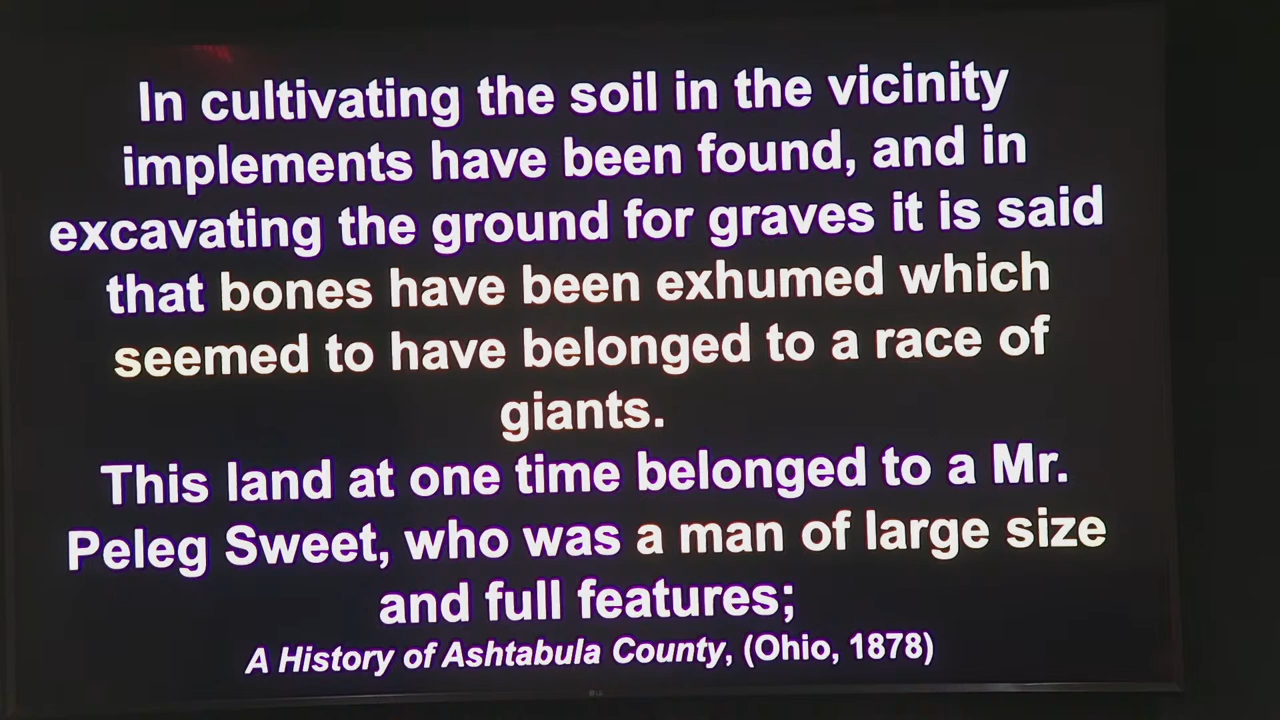 In cultivating the soil in the vicinity
implements have been found, and in
excavating the ground for graves it is said
that bones have been exhumed which
seemed to have belonged to a race of
giants.
This land at one time belonged to a Mr.
Peleg Sweet, who was a man of large size
and full features;
A History of Ashtabula County, (Ohio, 1878)
LG